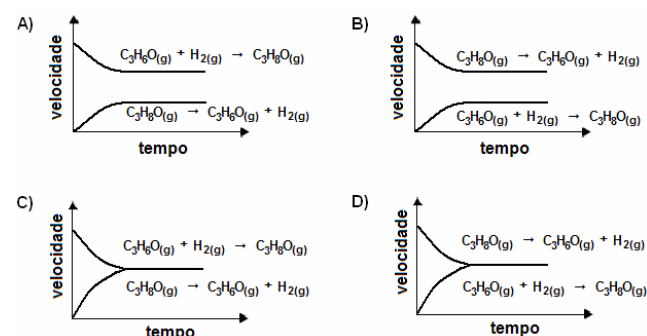 A)
velocidade
C₃H₆O(g) + H₂(g) → C₃H₈O(g)
C₃H₈O(g) → C₃H₆O(g) + H₂(g)
tempo
B)
velocidade
C₃H₈O(g) → C₃H₆O(g) + H₂(g)
C₃H₆O(g) + H₂(g) → C₃H₈O(g)
tempo
C)
velocidade
C₃H₆O(g) + H₂(g) → C₃H₈O(g)
C₃H₈O(g) → C₃H₆O(g) + H₂(g)
tempo
D)
velocidade
C₃H₈O(g) → C₃H₆O(g) + H₂(g)
C₃H₆O(g) + H₂(g) → C₃H₈O(g)
tempo